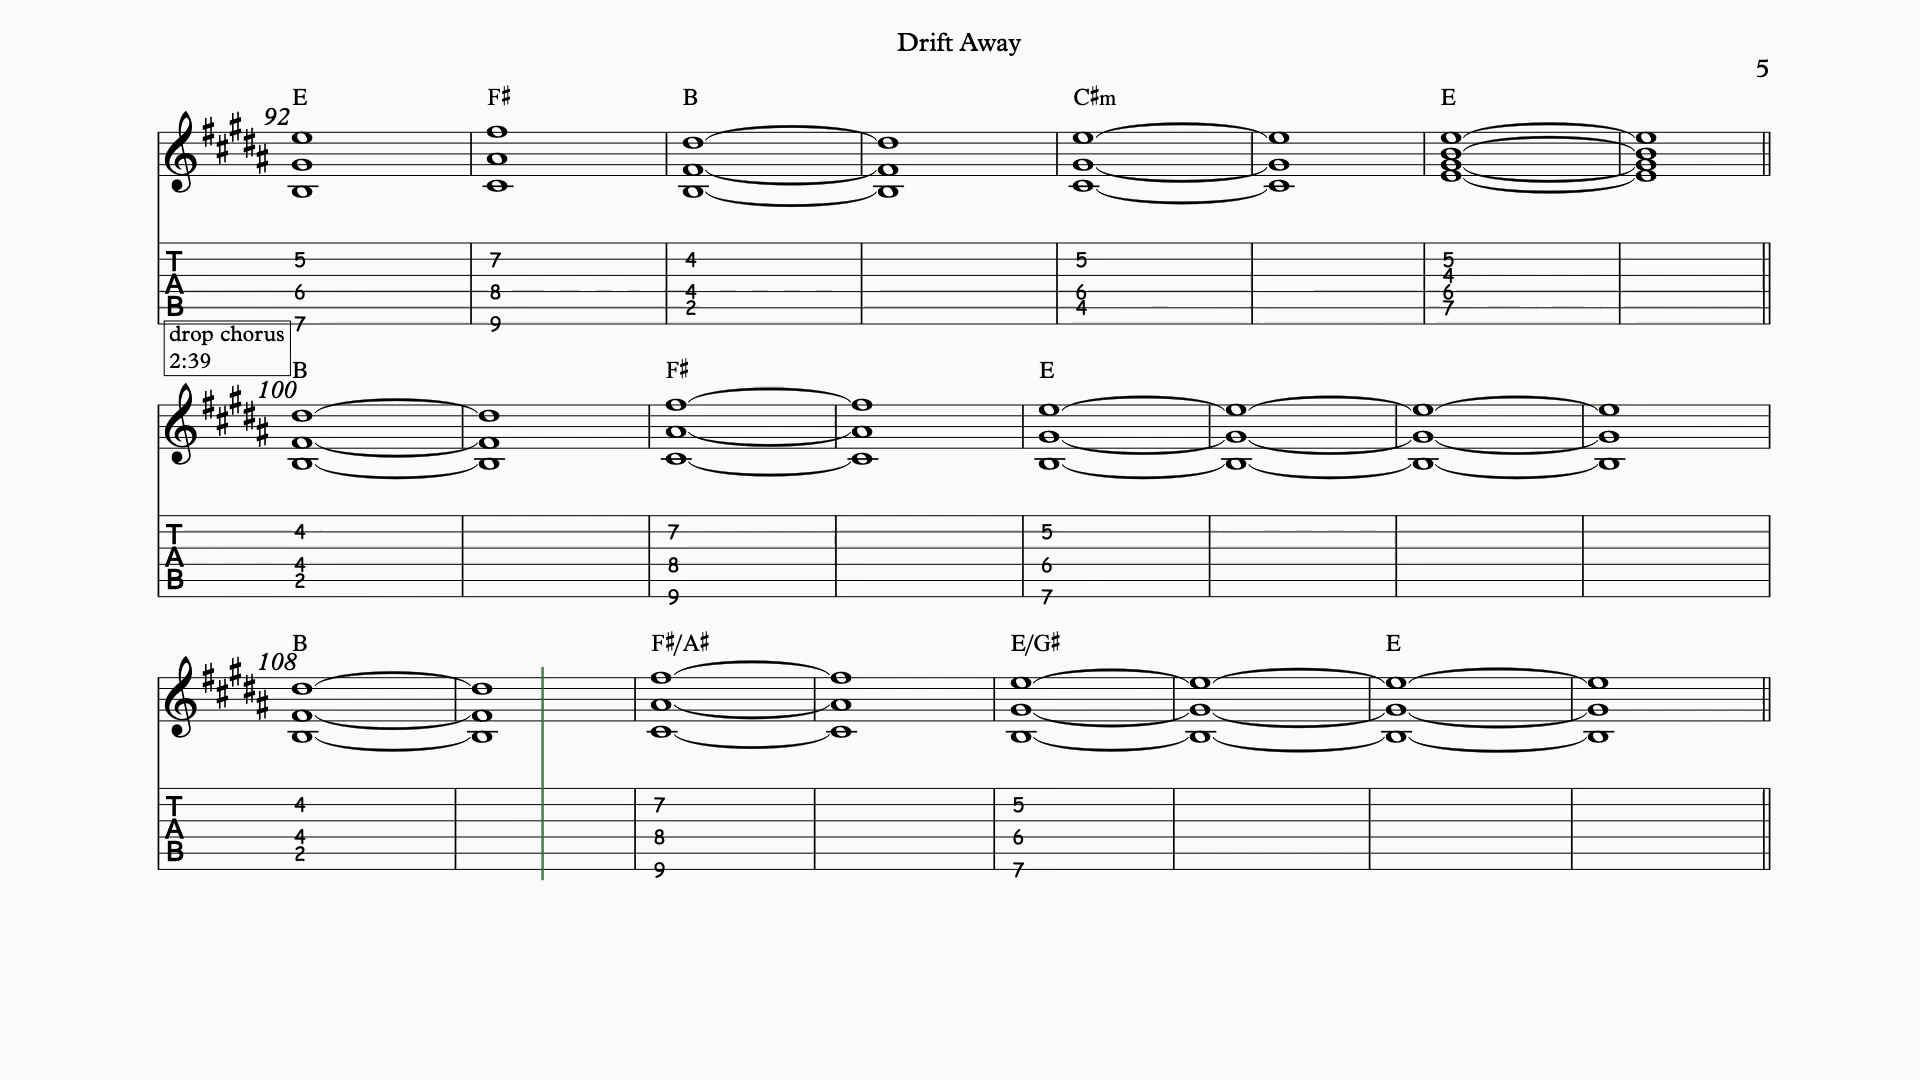 Drift Away
5
E F♯ B C♯m E
92
T 5 7 4 5 5
4
A 6 8 4 6 6
B 2 4 7
7 9
drop chorus
2:39
B F♯ E
100
T 4 7 5
A 4 8 6
B 2
9 7
B F♯/A♯ E/G♯ E
108
T 4 7 5
A 4 8 6
B 2
9 7